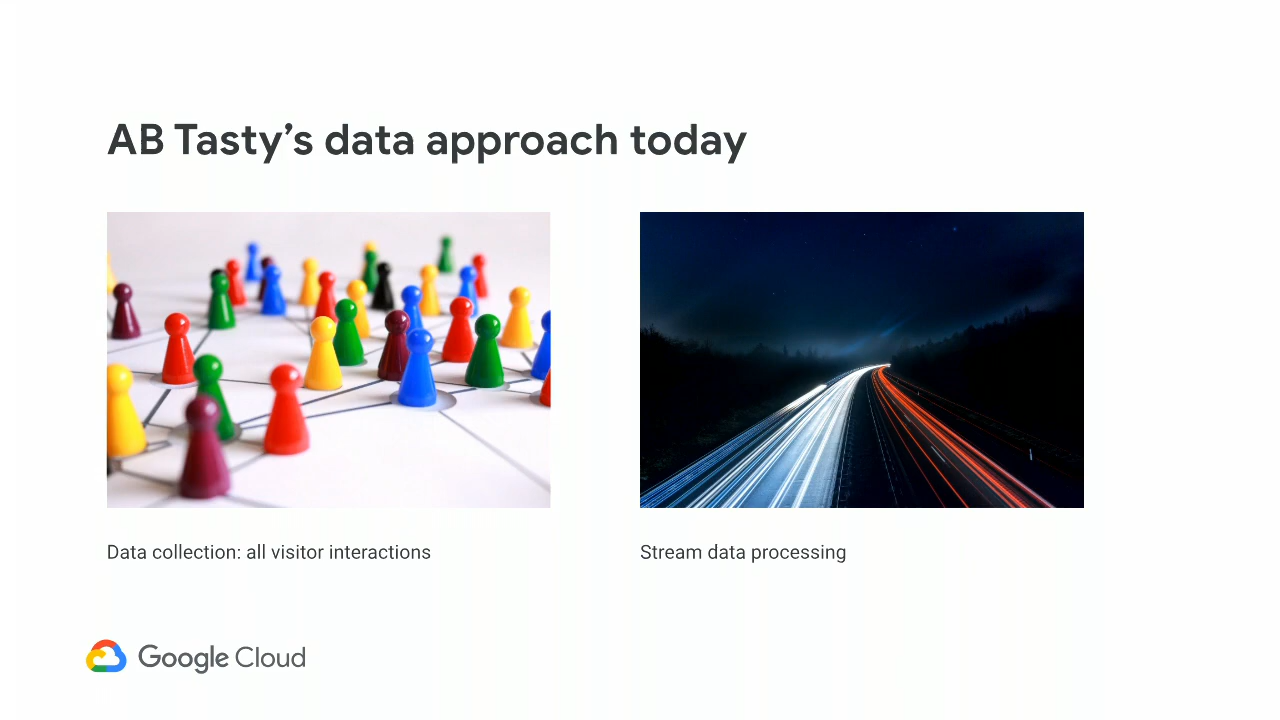 AB Tasty’s data approach today
Data collection: all visitor interactions
Stream data processing
Google Cloud